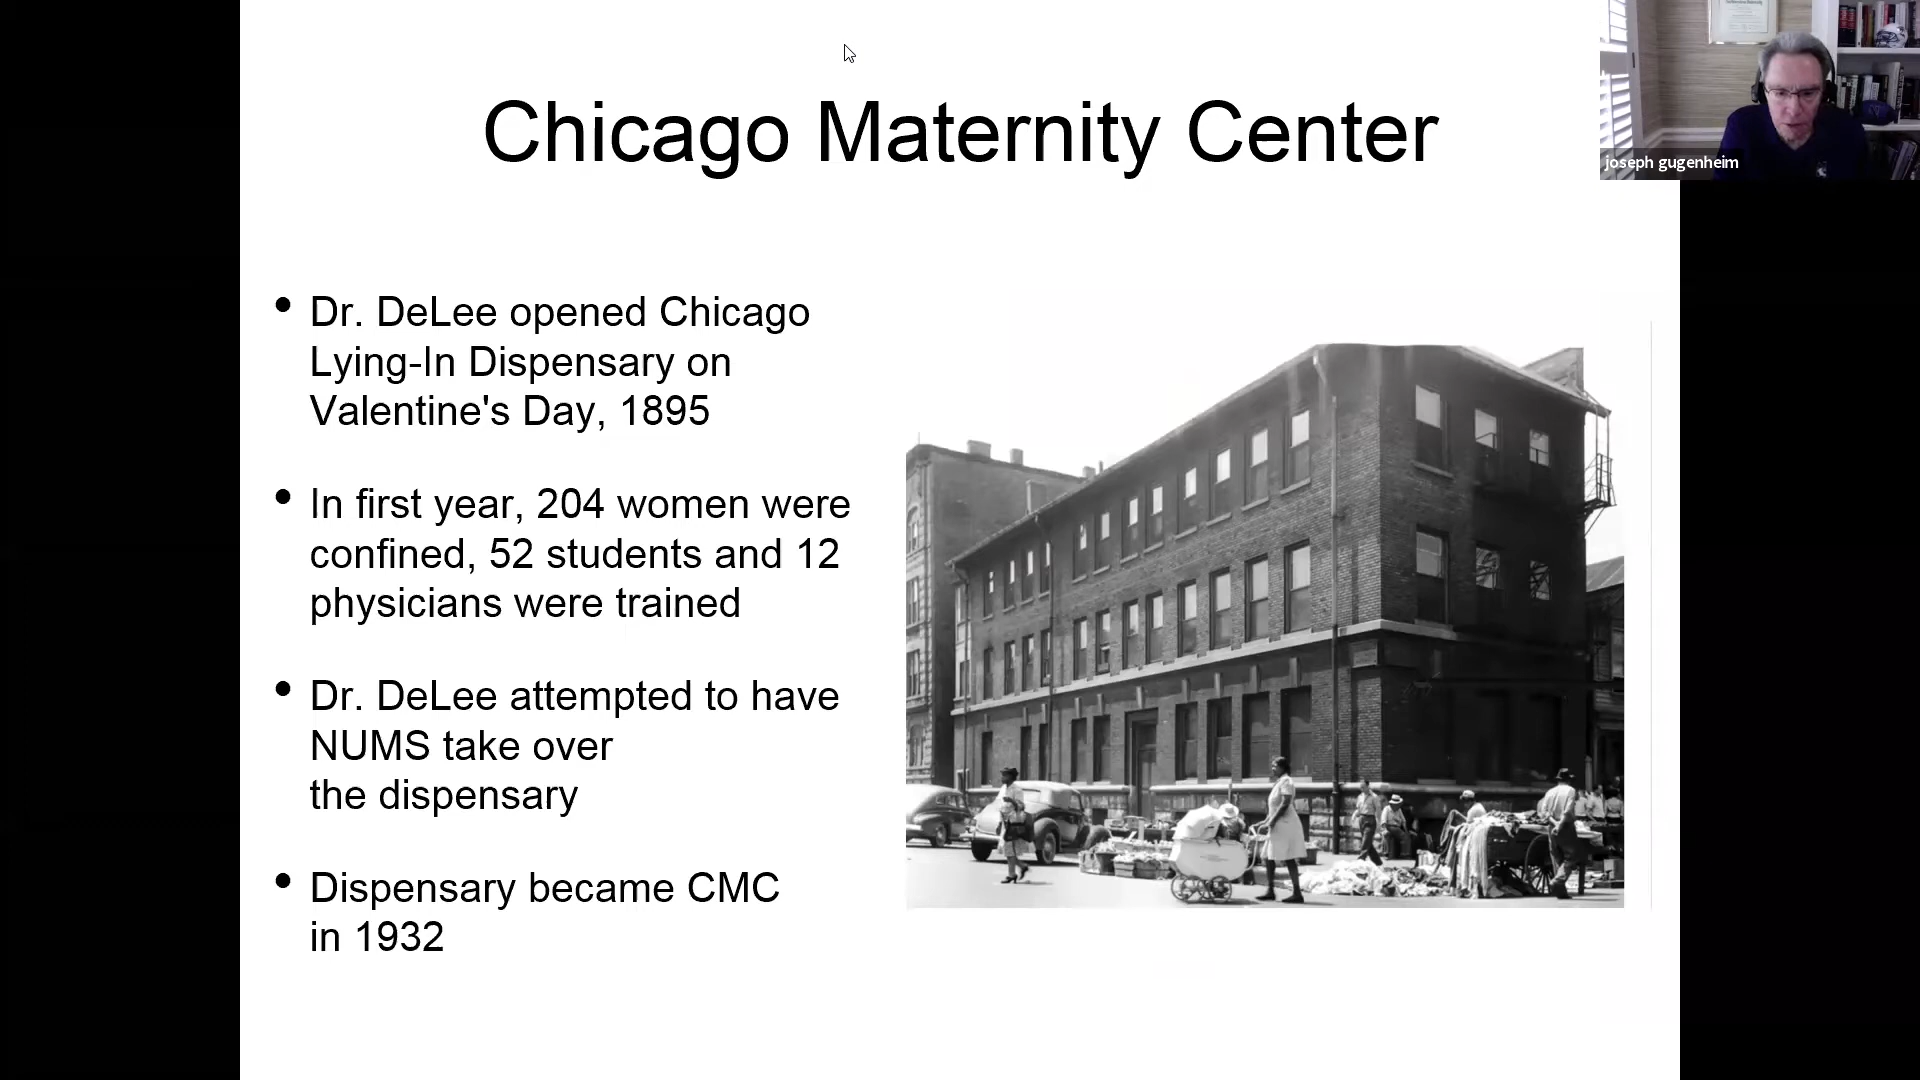 Chicago Maternity Center
joseph gugenheim
• Dr. DeLee opened Chicago
Lying-In Dispensary on
Valentine's Day, 1895
• In first year, 204 women were
confined, 52 students and 12
physicians were trained
• Dr. DeLee attempted to have
NUMS take over
the dispensary
• Dispensary became CMC
in 1932